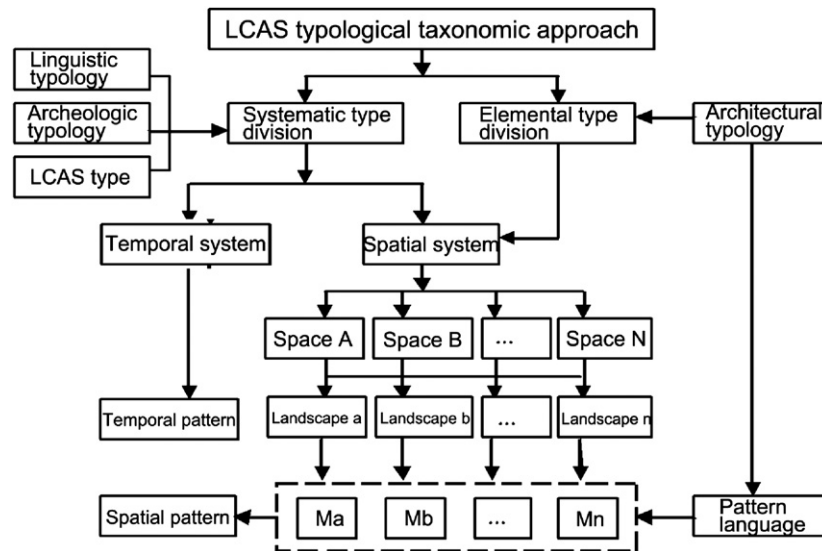 LCAS typological taxonomic approach
Linguistic
typology
Archeologic
typology
LCAS type
Systematic type
division
Elemental type
division
Architectural
typology
Temporal system
Spatial system
Space A
Space B
...
Space N
Temporal pattern
Landscape a
Landscape b
...
Landscape n
Spatial pattern
Ma
Mb
...
Mn
Pattern
language